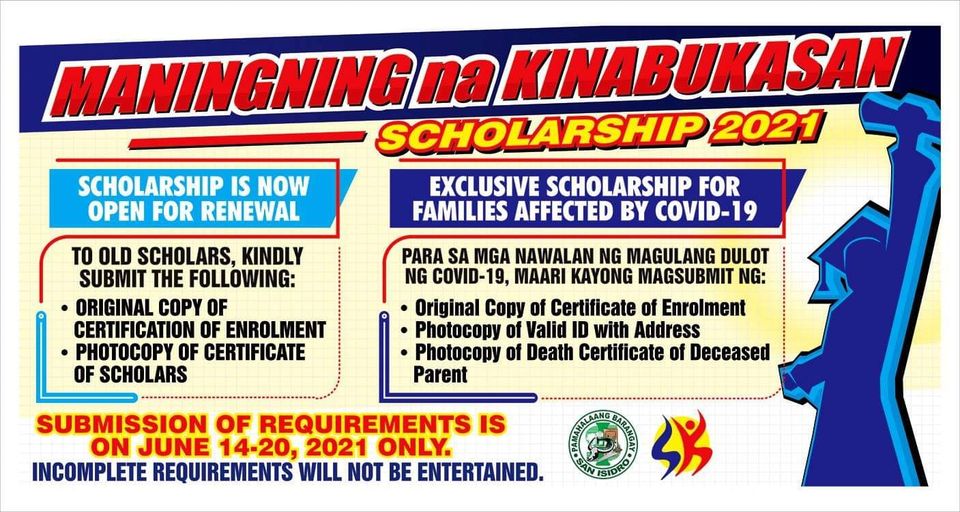 MANINGNING na KINABUKASAN
SCHOLARSHIP 2021
SCHOLARSHIP IS NOW
OPEN FOR RENEWAL
TO OLD SCHOLARS, KINDLY
SUBMIT THE FOLLOWING:
• ORIGINAL COPY OF
CERTIFICATION OF ENROLMENT
• PHOTOCOPY OF CERTIFICATE
OF SCHOLARS
EXCLUSIVE SCHOLARSHIP FOR
FAMILIES AFFECTED BY COVID-19
PARA SA MGA NAWALAN NG MAGULANG DULOT
NG COVID-19, MAARI KAYONG MAGSUBMIT NG:
• Original Copy of Certificate of Enrolment
• Photocopy of Valid ID with Address
• Photocopy of Death Certificate of Deceased
Parent
SUBMISSION OF REQUIREMENTS IS
ON JUNE 14-20, 2021 ONLY.
INCOMPLETE REQUIREMENTS WILL NOT BE ENTERTAINED.
PAMAHALAANG BARANGAY
SAN ISIDRO
SK